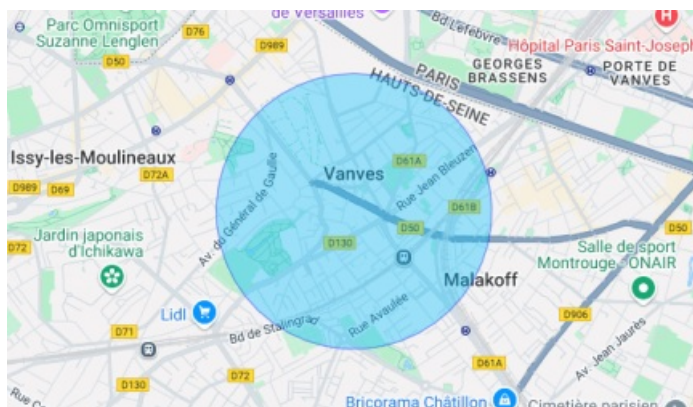 de Versailles
Parc Omnisport
Suzanne Lenglen
D76
Bd Lefebvre
D989
Hôpital Paris Saint-Joseph
D50
GEORGES
BRASSENS
PORTE DE
VANVES
PARIS
HAUTS-DE-SEINE
Issy-les-Moulineaux
Vanves
D61A
D72A
Rue Jean Bleuzen
D989
D69
Av. du Général de Gaulle
D61B
D50
D50
D72
Jardin japonais
d'Ichikawa
D130
Salle de sport
Montrouge - ONAIR
Malakoff
Lidl
Rue Avaulée
D906
D71
Bd de Stalingrad
Av. Jean Jaurès
D61A
D72
D130
Bricorama Châtillon
Cimetière parisien